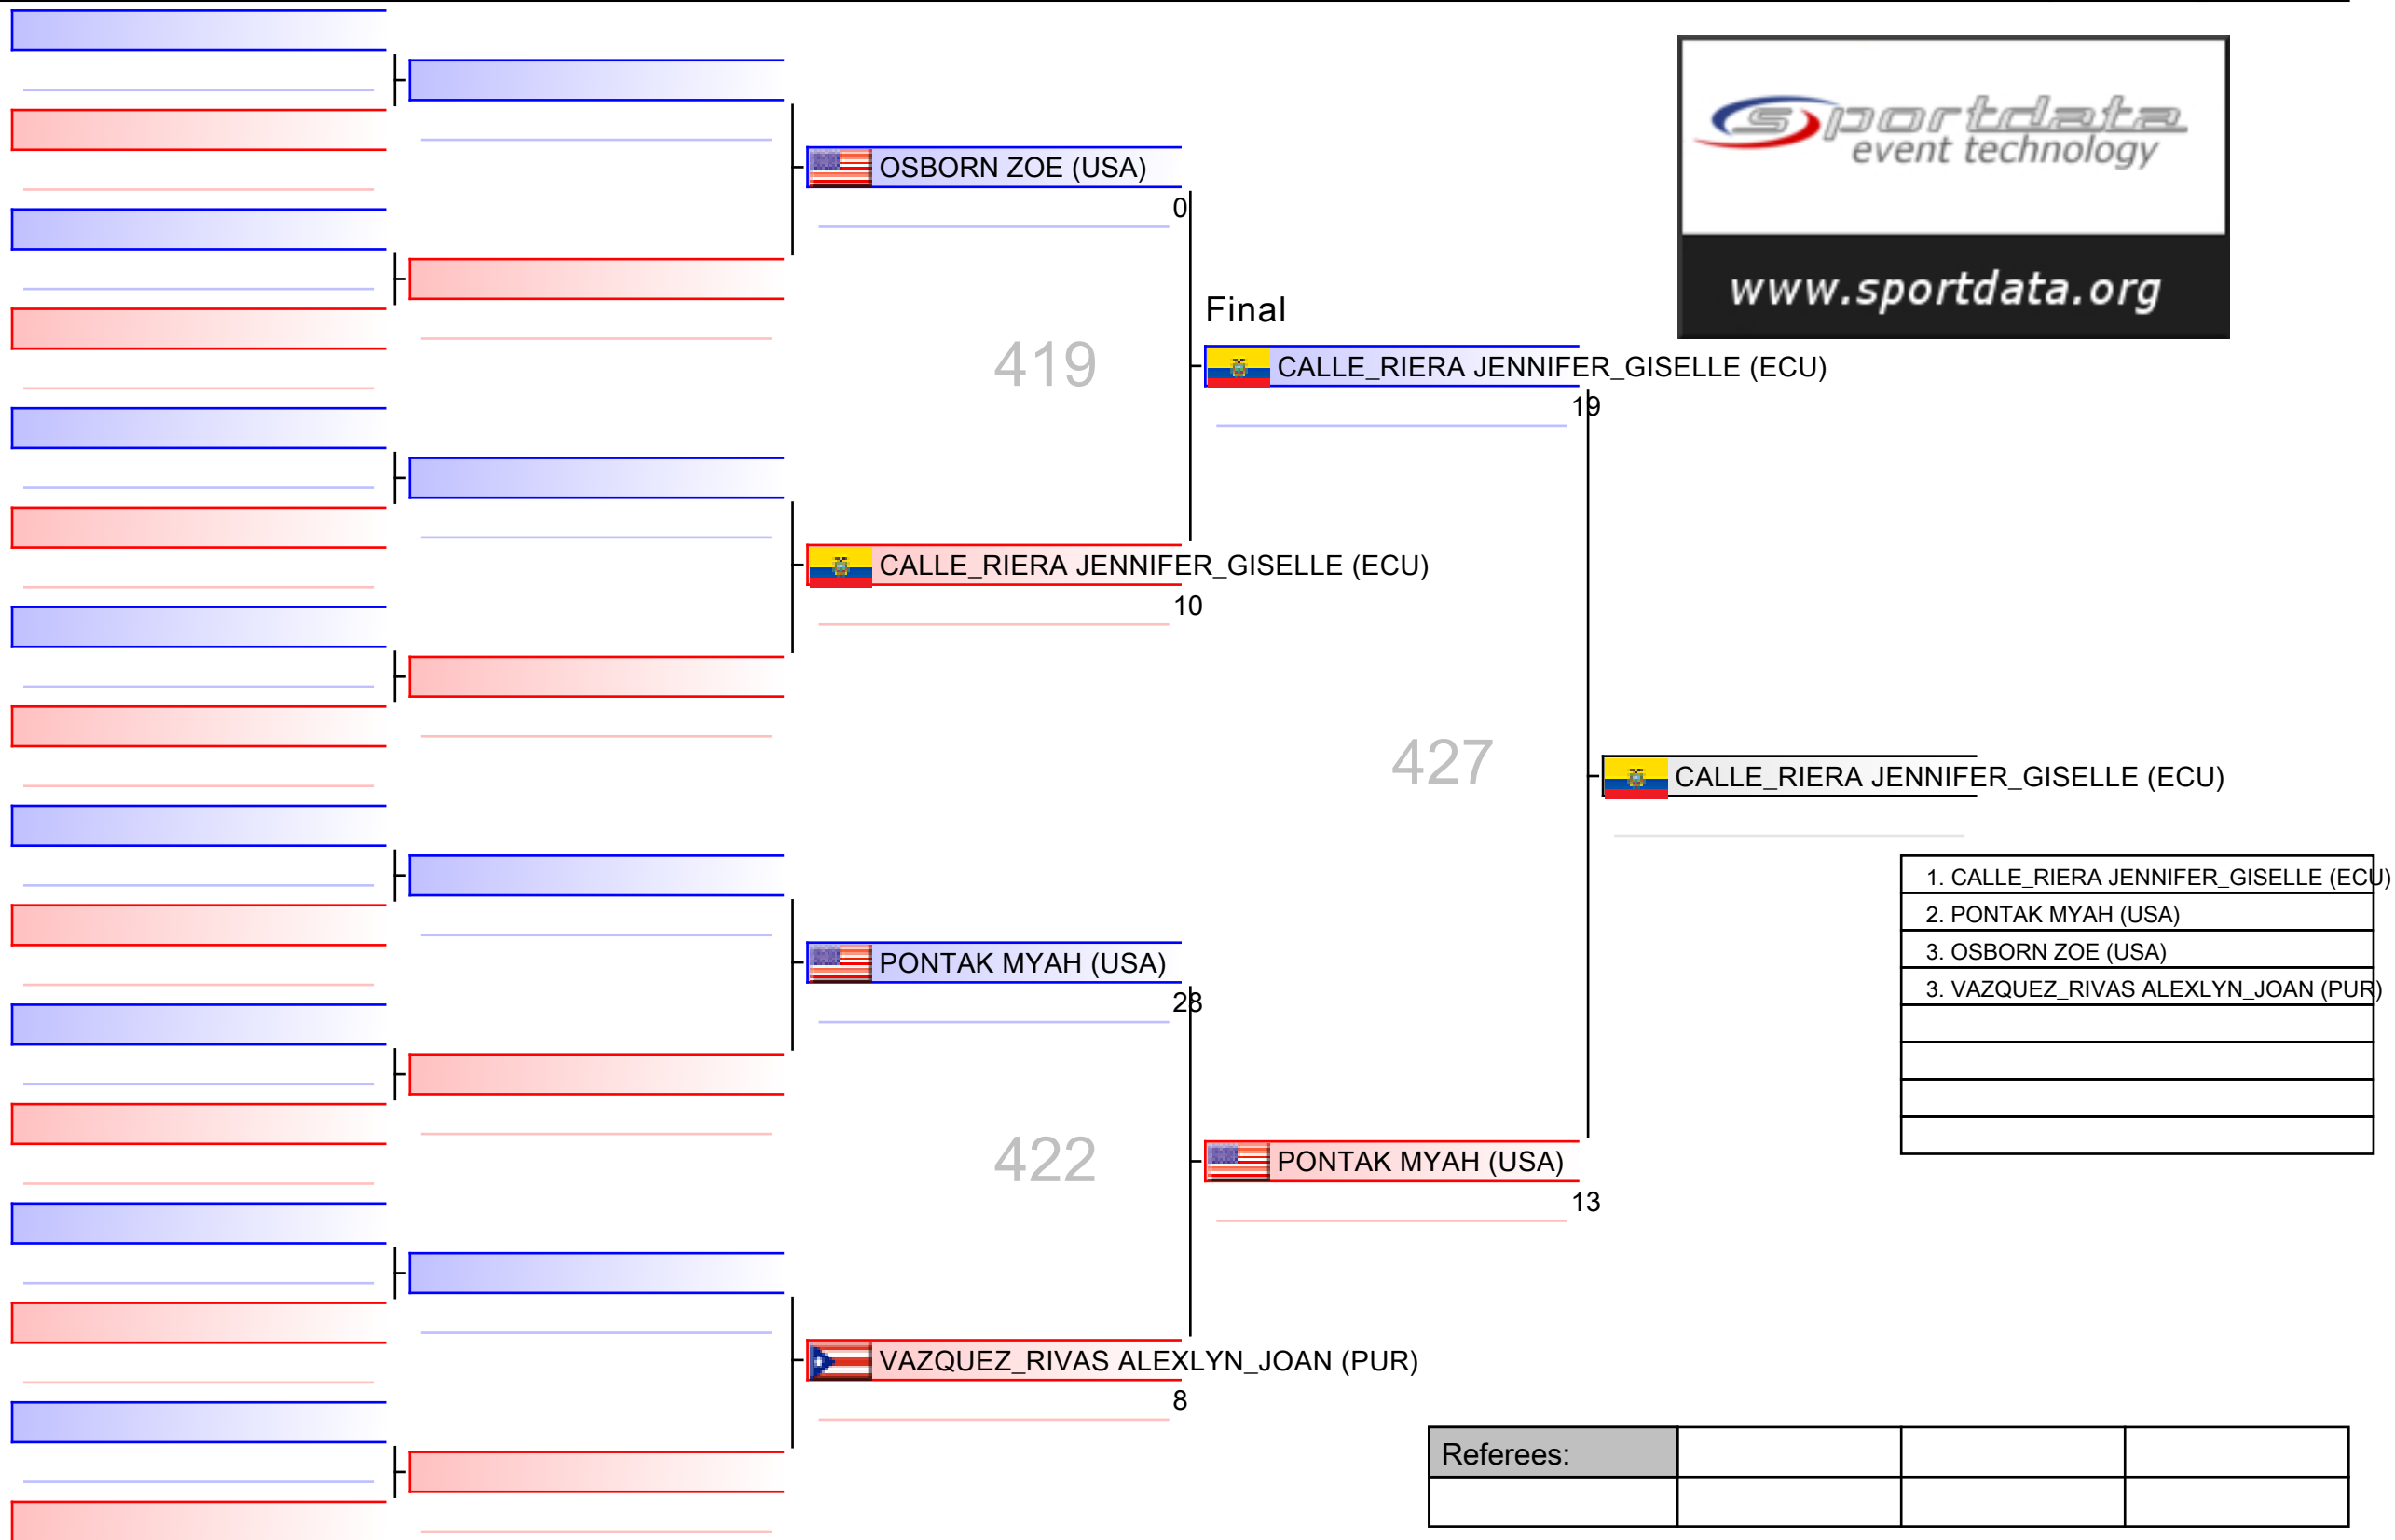 sportdata
event technology
www.sportdata.org
OSBORN ZOE (USA)
0
Final
419
CALLE_RIERA JENNIFER_GISELLE (ECU)
19
CALLE_RIERA JENNIFER_GISELLE (ECU)
10
427
CALLE_RIERA JENNIFER_GISELLE (ECU)
1. CALLE_RIERA JENNIFER_GISELLE (ECU)
2. PONTAK MYAH (USA)
3. OSBORN ZOE (USA)
3. VAZQUEZ_RIVAS ALEXLYN_JOAN (PUR)
PONTAK MYAH (USA)
28
422
PONTAK MYAH (USA)
13
VAZQUEZ_RIVAS ALEXLYN_JOAN (PUR)
8
Referees: